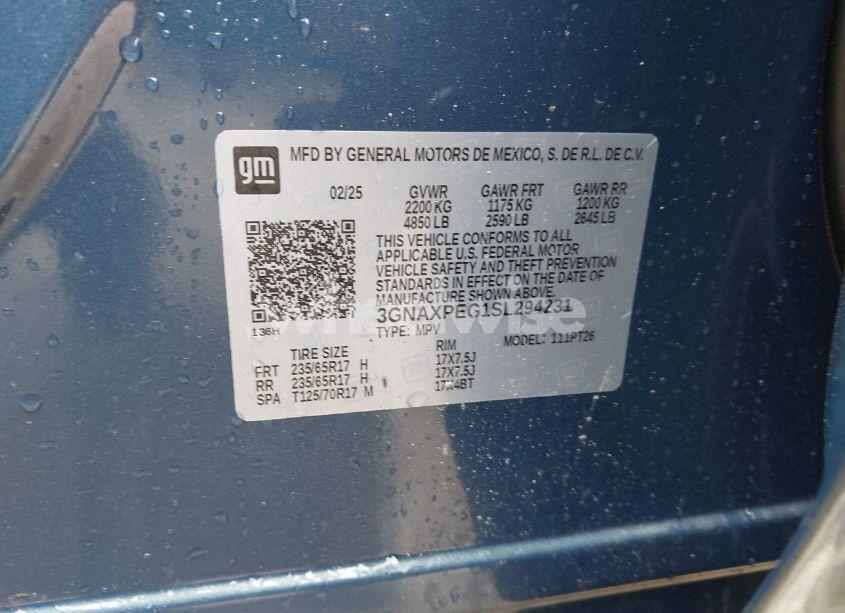 gm MFD BY GENERAL MOTORS DE MEXICO, S. DE R.L. DE C.V.
02/25 GVWR GAWR FRT GAWR RR
2200 KG 1175 KG 1200 KG
4850 LB 2590 LB 2645 LB
THIS VEHICLE CONFORMS TO ALL
APPLICABLE U.S. FEDERAL MOTOR
VEHICLE SAFETY AND THEFT PREVENTION
STANDARDS IN EFFECT ON THE DATE OF
MANUFACTURE SHOWN ABOVE.
136H 3GNAXPEG1SL294231
TYPE: MPV MODEL: 111PT26
TIRE SIZE RIM
FRT 235/65R17 H 17X7.5J
RR 235/65R17 H 17X7.5J
SPA T125/70R17 M 17X4BT